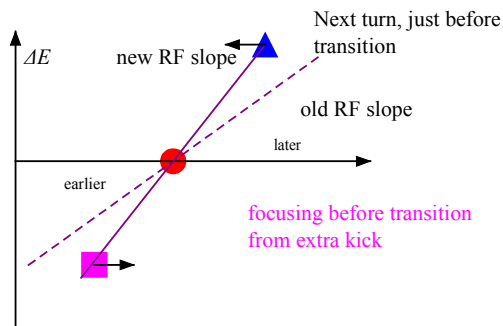 Next turn, just before
transition
ΔE
new RF slope
old RF slope
later
earlier
focusing before transition
from extra kick